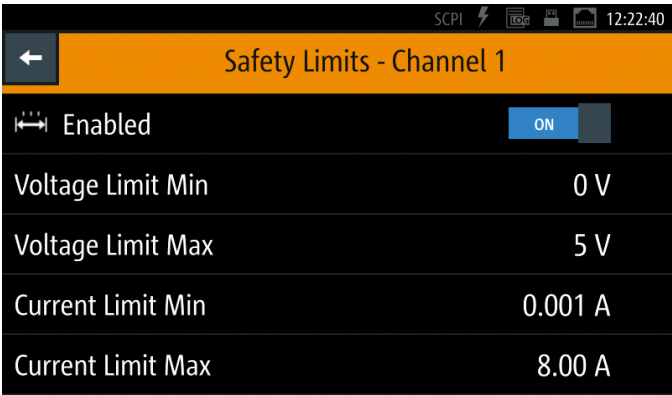 SCPI LOG 12:22:40
Safety Limits - Channel 1
Enabled ON
Voltage Limit Min 0 V
Voltage Limit Max 5 V
Current Limit Min 0.001 A
Current Limit Max 8.00 A